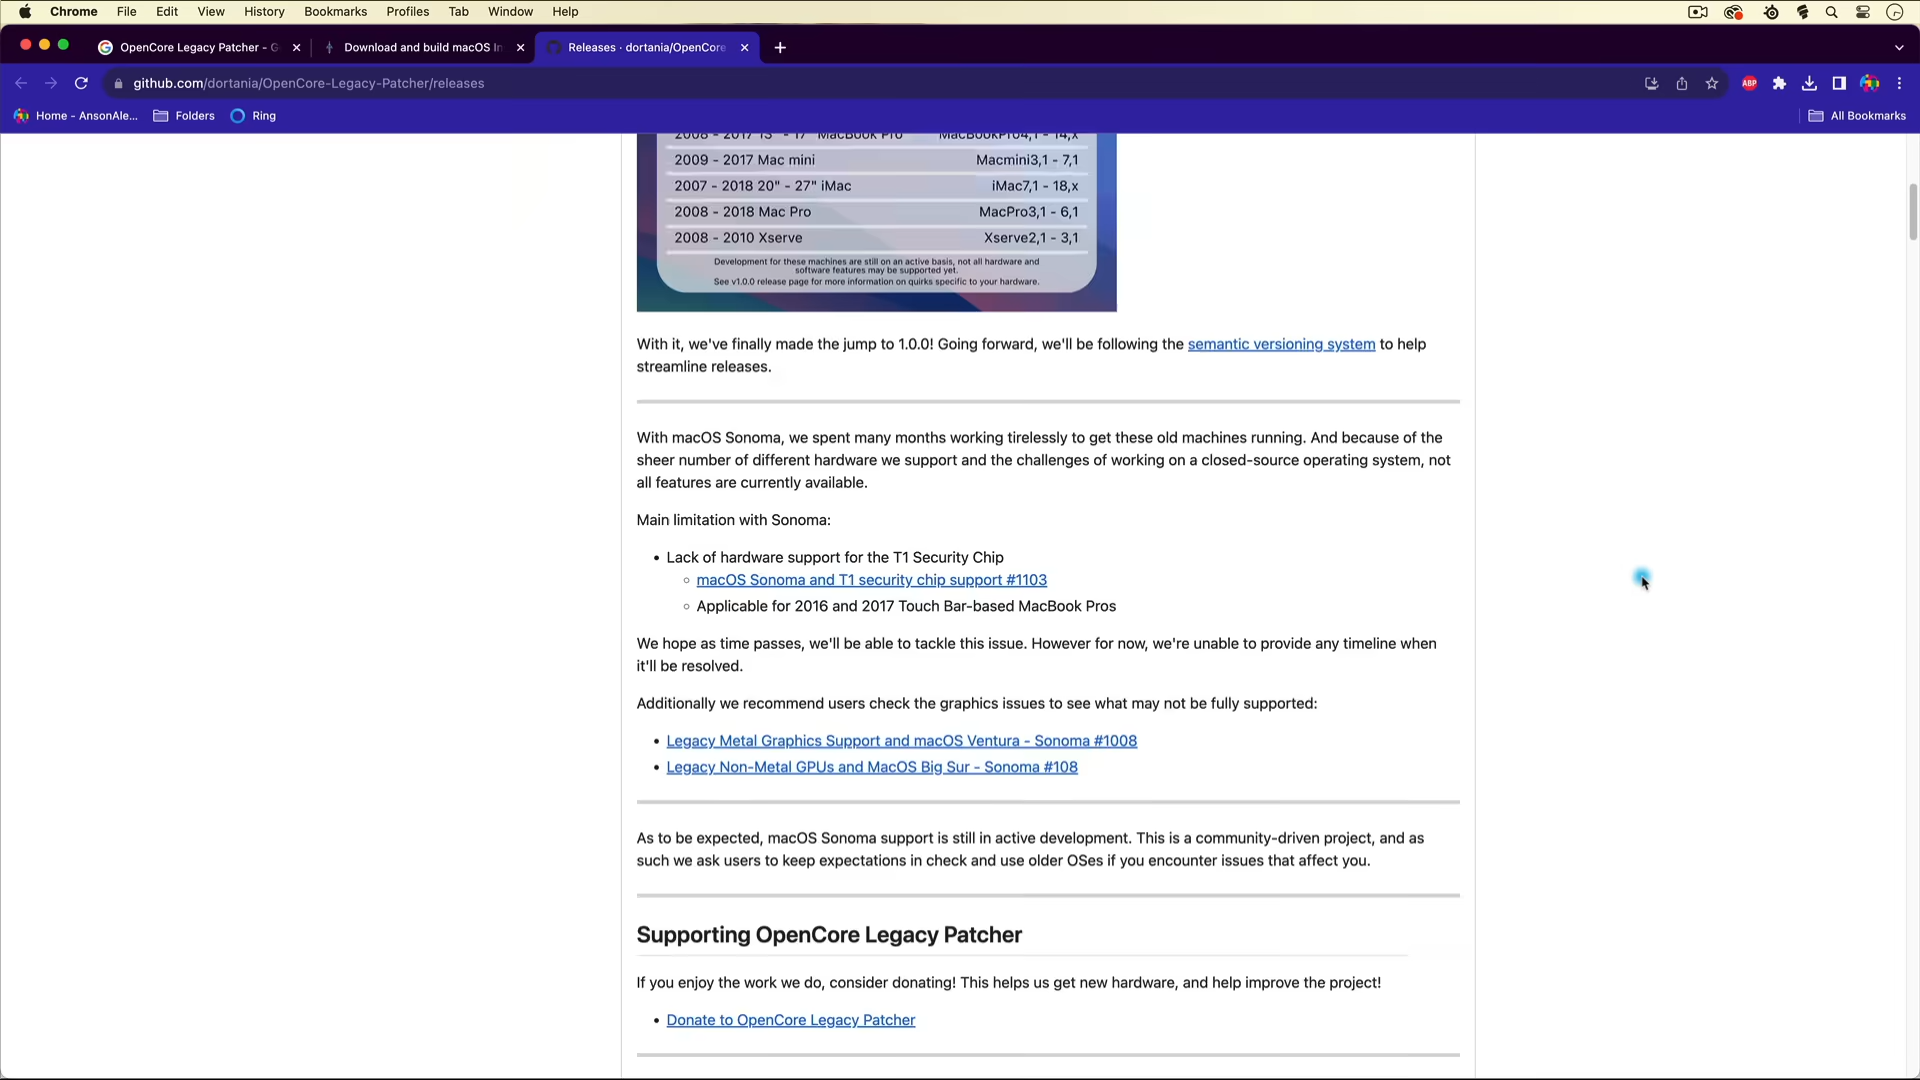 Chrome File Edit View History Bookmarks Profiles Tab Window Help
OpenCore Legacy Patcher - G
Download and build macOS In
Releases · dortania/OpenCore
github.com/dortania/OpenCore-Legacy-Patcher/releases
ABP
Home - AnsonAle... Folders Ring All Bookmarks
2008 - 2017 13" - 17" MacBook Pro MacBookPro4,1 - 14,x
2009 - 2017 Mac mini Macmini3,1 - 7,1
2007 - 2018 20" - 27" iMac iMac7,1 - 18,x
2008 - 2018 Mac Pro MacPro3,1 - 6,1
2008 - 2010 Xserve Xserve2,1 - 3,1
Development for these machines are still on an active basis, not all hardware and
software features may be supported yet.
See v1.0.0 release page for more information on quirks specific to your hardware.
With it, we've finally made the jump to 1.0.0! Going forward, we'll be following the semantic versioning system to help
streamline releases.
With macOS Sonoma, we spent many months working tirelessly to get these old machines running. And because of the
sheer number of different hardware we support and the challenges of working on a closed-source operating system, not
all features are currently available.
Main limitation with Sonoma:
• Lack of hardware support for the T1 Security Chip
◦ macOS Sonoma and T1 security chip support #1103
◦ Applicable for 2016 and 2017 Touch Bar-based MacBook Pros
We hope as time passes, we'll be able to tackle this issue. However for now, we're unable to provide any timeline when
it'll be resolved.
Additionally we recommend users check the graphics issues to see what may not be fully supported:
• Legacy Metal Graphics Support and macOS Ventura - Sonoma #1008
• Legacy Non-Metal GPUs and MacOS Big Sur - Sonoma #108
As to be expected, macOS Sonoma support is still in active development. This is a community-driven project, and as
such we ask users to keep expectations in check and use older OSes if you encounter issues that affect you.
Supporting OpenCore Legacy Patcher
If you enjoy the work we do, consider donating! This helps us get new hardware, and help improve the project!
• Donate to OpenCore Legacy Patcher